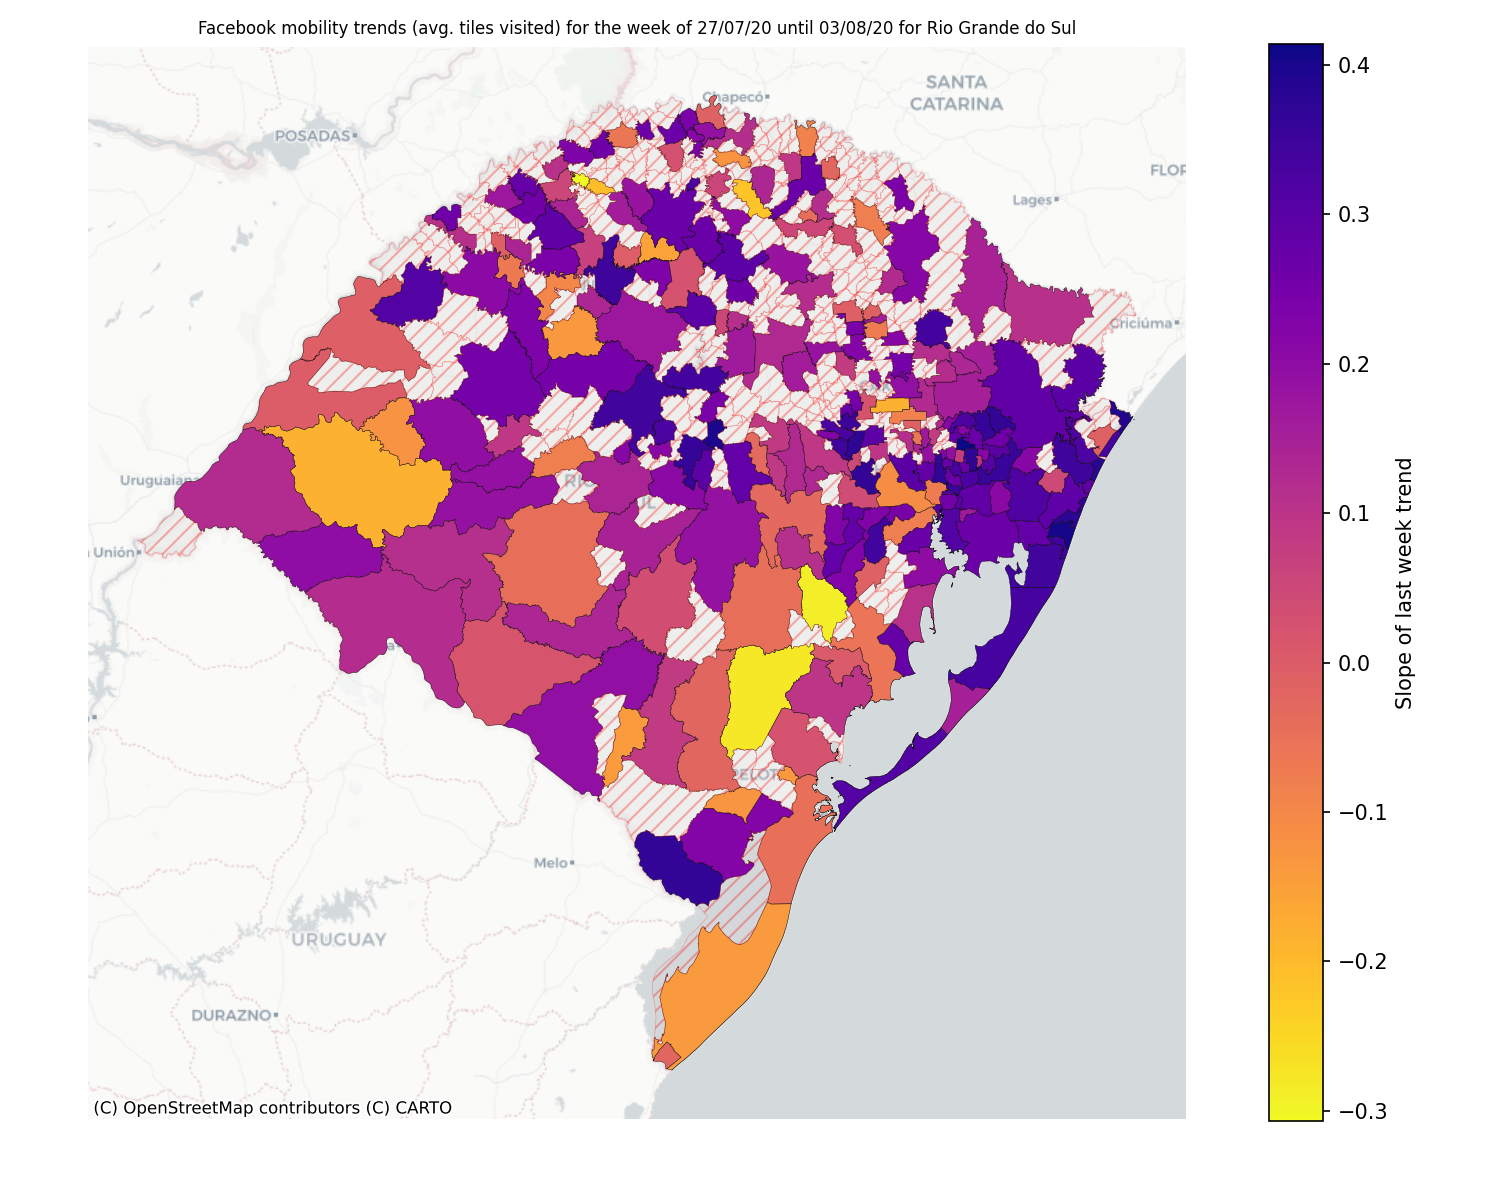 Facebook mobility trends (avg. tiles visited) for the week of 27/07/20 until 03/08/20 for Rio Grande do Sul
Chapecó
SANTA
CATARINA
POSADAS
FLOR
Lages
Criciúma
Uruguaiana
Unión
PELOT
Melo
URUGUAY
DURAZNO
(C) OpenStreetMap contributors (C) CARTO
0.4
0.3
0.2
0.1
0.0
−0.1
−0.2
−0.3
Slope of last week trend